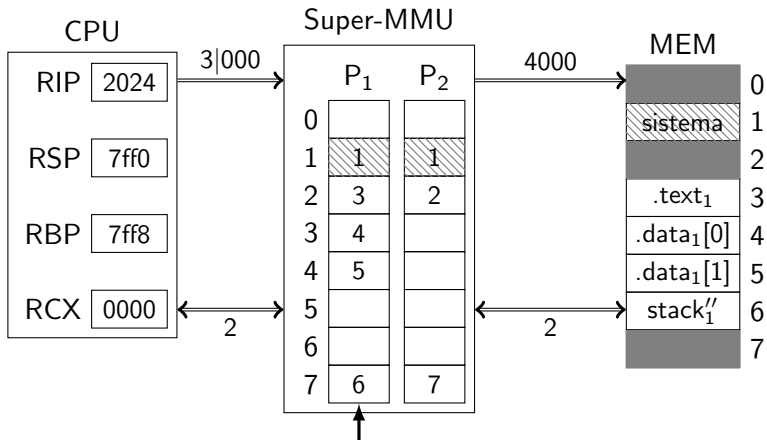 Super-MMU
CPU
MEM
RIP 2024
3|000
4000
P₁ P₂
0
0
sistema 1
1 1 1
RSP 7ff0
2
2 3 2
.text₁ 3
3 4
RBP 7ff8
.data₁[0] 4
4 5
.data₁[1] 5
RCX 0000
2
5
2
stack₁′′ 6
6
7
7 6 7